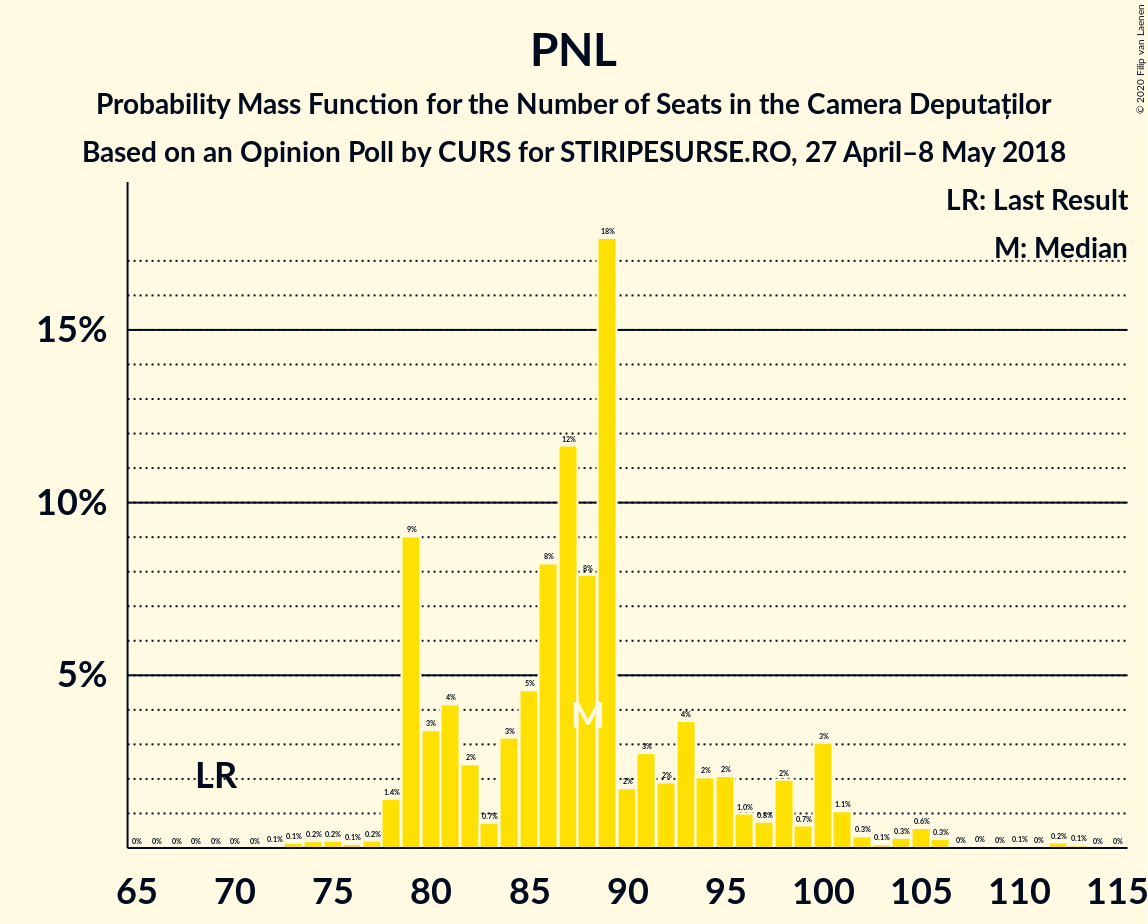 © 2020 Filip van Laenen
PNL
Probability Mass Function for the Number of Seats in the Camera Deputaților
Based on an Opinion Poll by CURS for STIRIPESURSE.RO, 27 April–8 May 2018
LR: Last Result
M: Median
15%
10%
5%
LR
M
0% 0% 0% 0% 0% 0% 0% 0.1% 0.1% 0.2% 0.2% 0.1% 0.2% 1.4% 9% 3% 4% 2% 0.7% 3% 5% 8% 12% 8% 18% 2% 3% 2% 4% 2% 2% 1.0% 0.8% 2% 0.7% 3% 1.1% 0.3% 0.1% 0.3% 0.6% 0.3% 0% 0% 0% 0.1% 0% 0.2% 0.1% 0% 0%
65 70 75 80 85 90 95 100 105 110 115